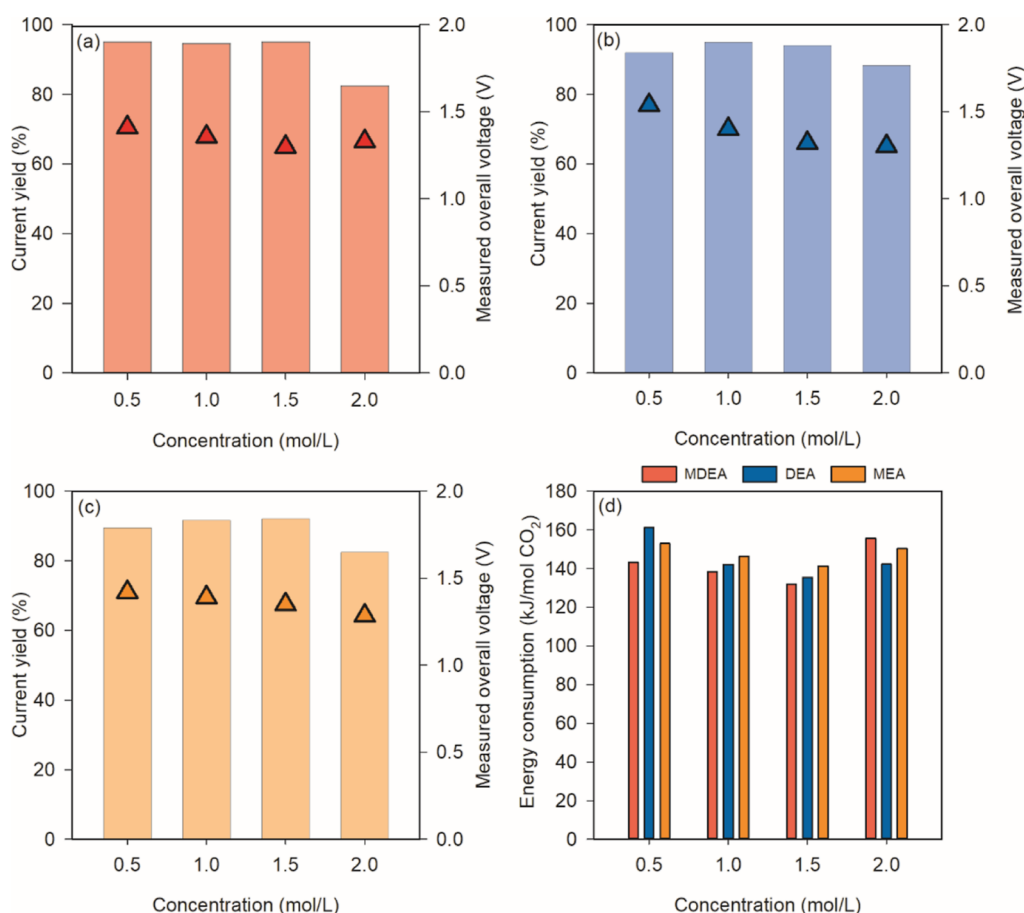 (a)
100
80
60
40
20
0
Current yield (%)
2.0
1.5
1.0
0.5
0.0
Measured overall voltage (V)
0.5 1.0 1.5 2.0
Concentration (mol/L)
(b)
100
80
60
40
20
0
Current yield (%)
2.0
1.5
1.0
0.5
0.0
Measured overall voltage (V)
0.5 1.0 1.5 2.0
Concentration (mol/L)
(c)
100
80
60
40
20
0
Current yield (%)
2.0
1.5
1.0
0.5
0.0
Measured overall voltage (V)
0.5 1.0 1.5 2.0
Concentration (mol/L)
MDEA DEA MEA
(d)
180
160
140
120
100
80
60
40
20
0
Energy consumption (kJ/mol CO₂)
0.5 1.0 1.5 2.0
Concentration (mol/L)